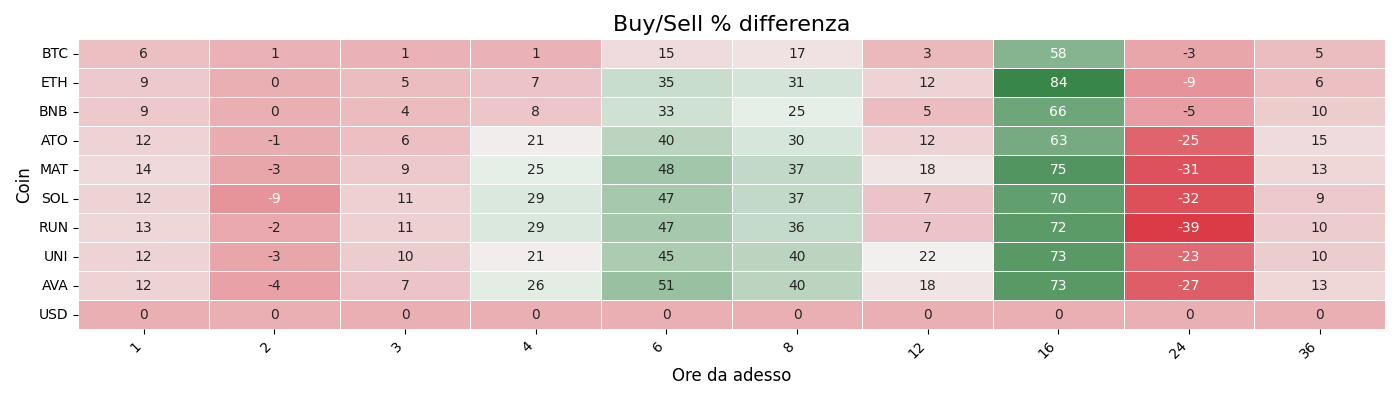 Buy/Sell % differenza
Coin
BTC 6 1 1 1 15 17 3 58 -3 5
ETH 9 0 5 7 35 31 12 84 -9 6
BNB 9 0 4 8 33 25 5 66 -5 10
ATO 12 -1 6 21 40 30 12 63 -25 15
MAT 14 -3 9 25 48 37 18 75 -31 13
SOL 12 -9 11 29 47 37 7 70 -32 9
RUN 13 -2 11 29 47 36 7 72 -39 10
UNI 12 -3 10 21 45 40 22 73 -23 10
AVA 12 -4 7 26 51 40 18 73 -27 13
USD 0 0 0 0 0 0 0 0 0 0
1 2 3 4 6 8 12 16 24 36
Ore da adesso